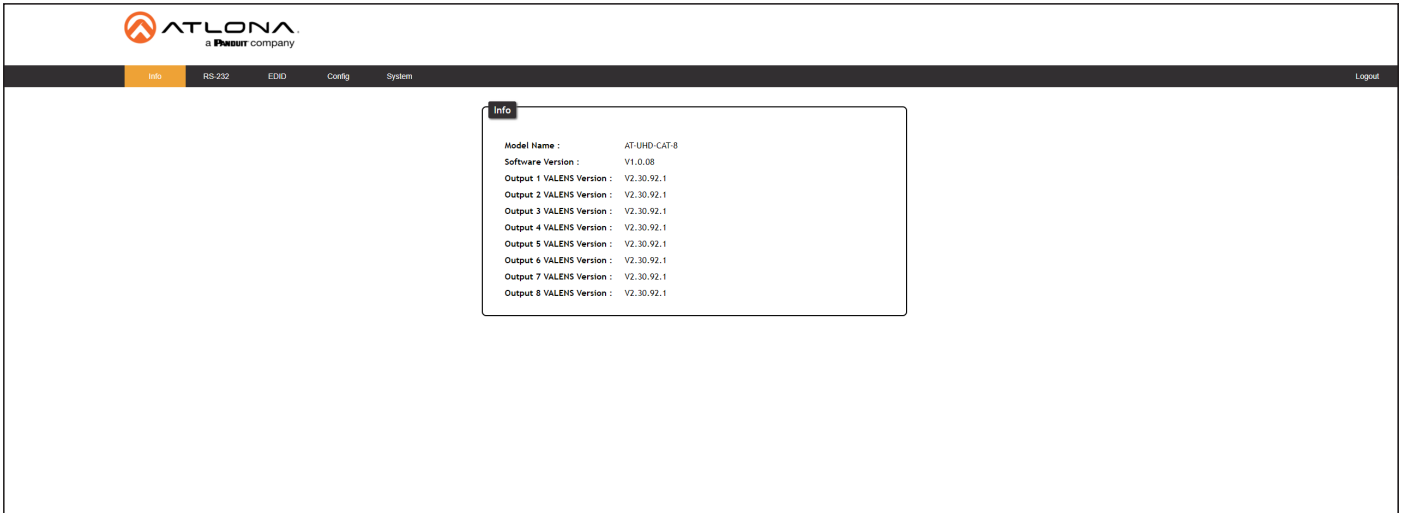 ATLONA.
a PANDUIT company
Info RS-232 EDID Config System Logout
Info
Model Name : AT-UHD-CAT-8
Software Version : V1.0.08
Output 1 VALENS Version : V2.30.92.1
Output 2 VALENS Version : V2.30.92.1
Output 3 VALENS Version : V2.30.92.1
Output 4 VALENS Version : V2.30.92.1
Output 5 VALENS Version : V2.30.92.1
Output 6 VALENS Version : V2.30.92.1
Output 7 VALENS Version : V2.30.92.1
Output 8 VALENS Version : V2.30.92.1